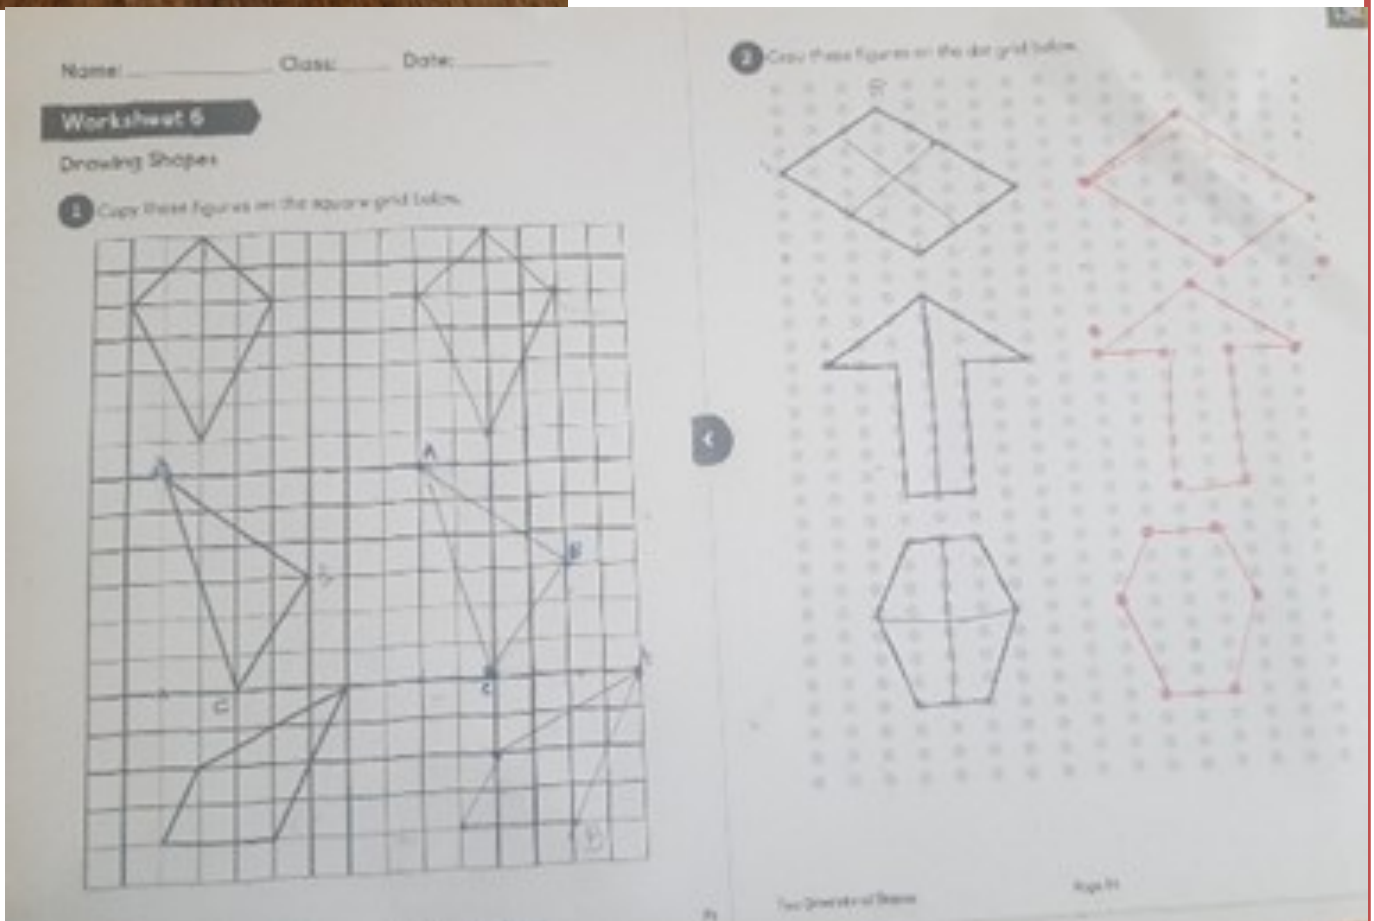 Name: Class: Date:
Worksheet 6
Drawing Shapes
1 Copy these figures on the square grid below.
A
B
A
B
C
C
B
2 Copy these figures on the dot grid below.